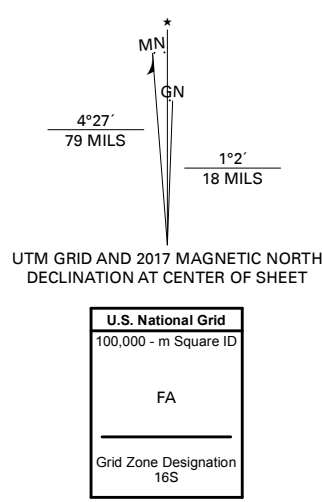 MN
GN
4°27´
79 MILS
1°2´
18 MILS
UTM GRID AND 2017 MAGNETIC NORTH
DECLINATION AT CENTER OF SHEET
U.S. National Grid
100,000 - m Square ID
FA
Grid Zone Designation
16S